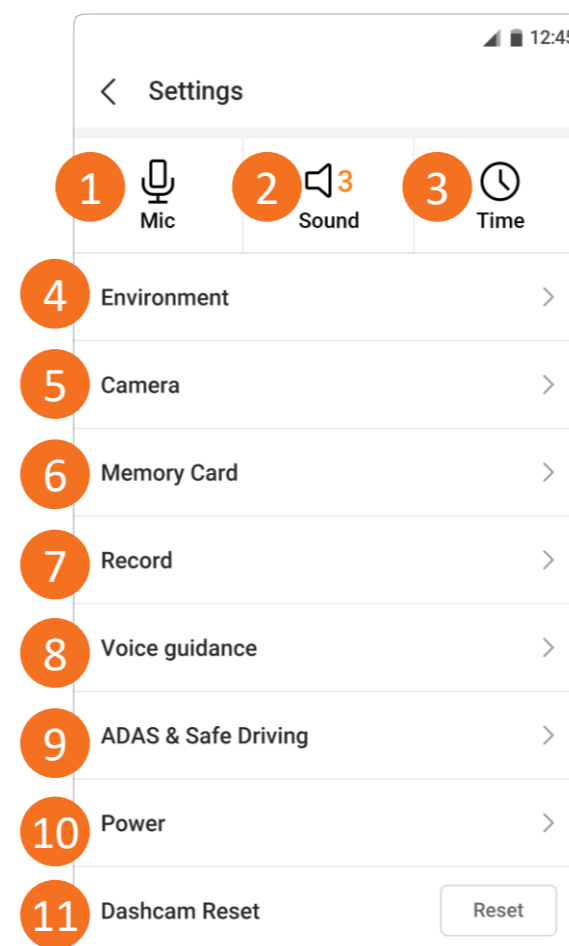 12:45
Settings
1 Mic 2 3 Sound 3 Time
4 Environment
5 Camera
6 Memory Card
7 Record
8 Voice guidance
9 ADAS & Safe Driving
10 Power
11 Dashcam Reset Reset